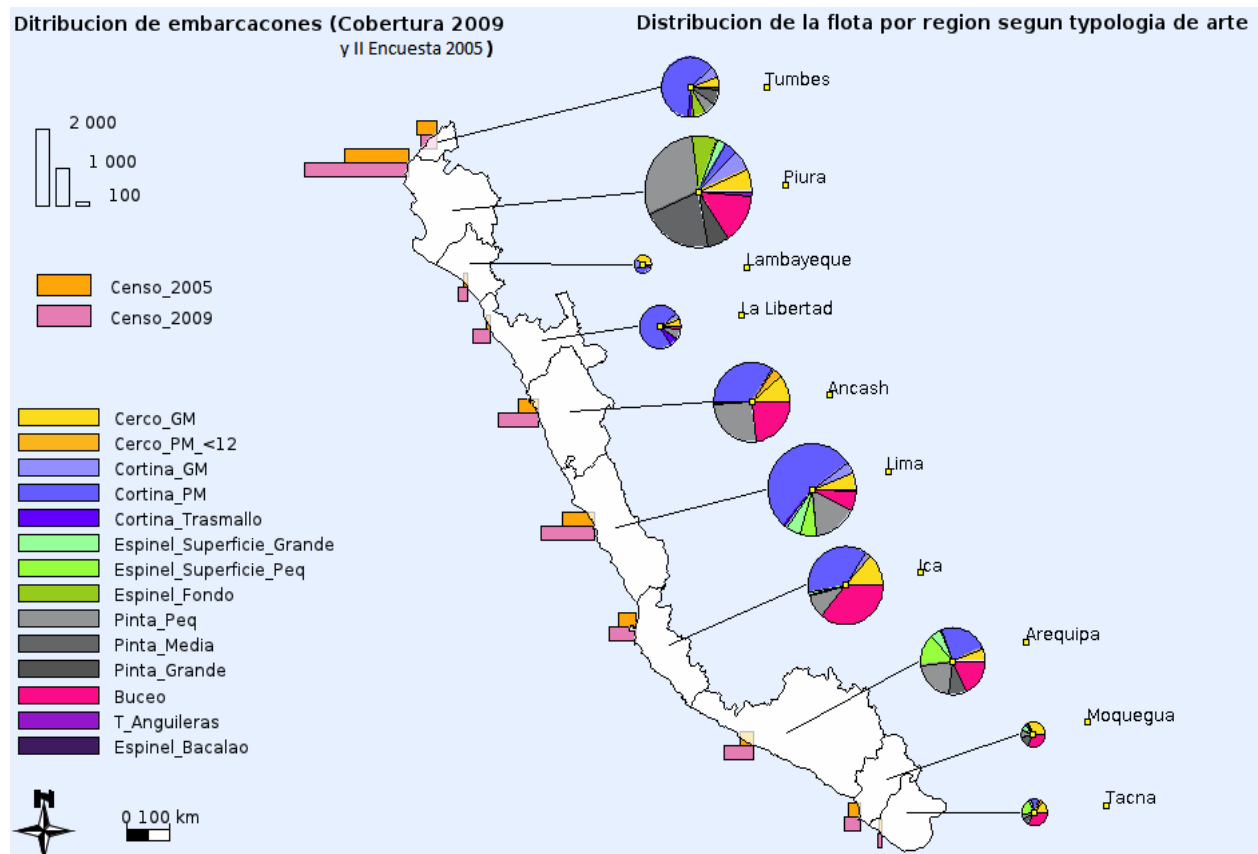 Ditribucion de embarcacones (Cobertura 2009
y II Encuesta 2005 )
Distribucion de la flota por region segun typologia de arte
2 000
1 000
100
Censo_2005
Censo_2009
Cerco_GM
Cerco_PM_<12
Cortina_GM
Cortina_PM
Cortina_Trasmallo
Espinel_Superficie_Grande
Espinel_Superficie_Peq
Espinel_Fondo
Pinta_Peq
Pinta_Media
Pinta_Grande
Buceo
T_Anguileras
Espinel_Bacalao
N
0 100 km
Tumbes
Piura
Lambayeque
La Libertad
Ancash
Lima
Ica
Arequipa
Moquegua
Tacna